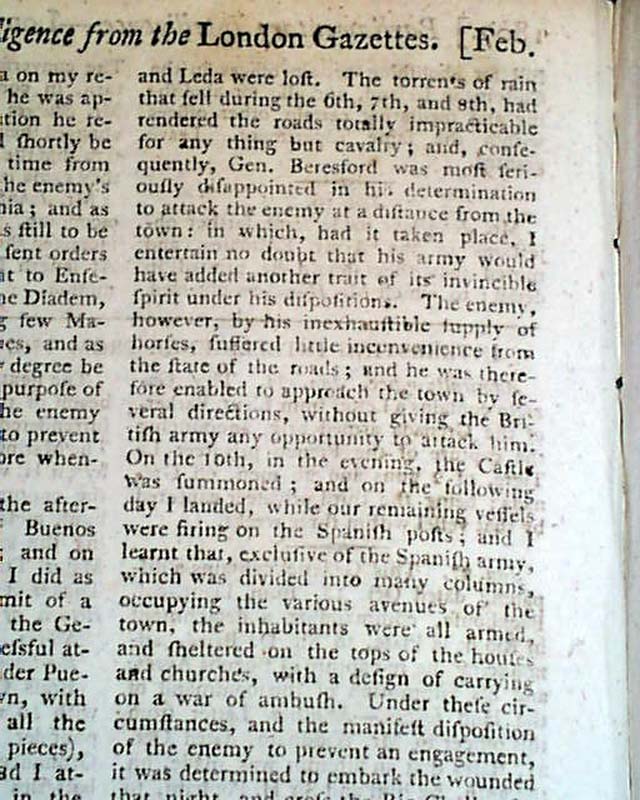 ligence from the London Gazettes. [Feb.
a on my re-
he was ap-
tion he re-
ſhortly be
time from
he enemy's
nia; and as
s ſtill to be
ſent orders
at to Enſe-
ne Diadem,
g few Ma-
es, and as
degree be
purpoſe of
he enemy
to prevent
ore when-
the after-
Buenos
; and on
I did as
mit of a
the Ge-
eſsful at-
der Pue-
vn, with
all the
pieces),
ad I at-
in the
and Leda were loſt. The torrents of rain
that fell during the 6th, 7th, and 8th, had
rendered the roads totally impracticable
for any thing but cavalry; and, conſe-
quently, Gen. Beresford was moſt ſeri-
ouſly diſappointed in his determination
to attack the enemy at a diſtance from the
town: in which, had it taken place, I
entertain no doubt that his army would
have added another trait of its invincible
ſpirit under his diſpoſitions. The enemy,
however, by his inexhauſtible ſupply of
horſes, ſuffered little inconvenience from
the ſtate of the roads; and he was there-
fore enabled to approach the town by ſe-
veral directions, without giving the Bri-
tiſh army any opportunity to attack him.
On the 10th, in the evening, the Caſtle
was ſummoned; and on the following
day I landed, while our remaining veſſels
were firing on the Spaniſh poſts; and I
learnt that, excluſive of the Spaniſh army,
which was divided into many columns,
occupying the various avenues of the
town, the inhabitants were all armed,
and ſheltered on the tops of the houſes
and churches, with a deſign of carrying
on a war of ambuſh. Under theſe cir-
cumſtances, and the manifeſt diſpoſition
of the enemy to prevent an engagement,
it was determined to embark the wounded
that night, and croſs the Rio